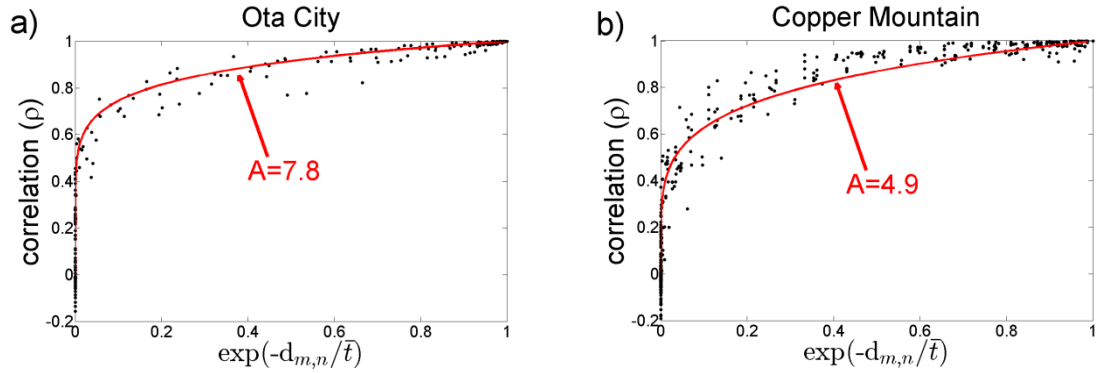 a)
Ota City
correlation (ρ)
1
0.8
0.6
0.4
0.2
0
-0.2
0
0.2
0.4
0.6
0.8
1
exp(-d_{m,n}/t̄)
A=7.8
b)
Copper Mountain
correlation (ρ)
1
0.8
0.6
0.4
0.2
0
-0.2
0
0.2
0.4
0.6
0.8
1
exp(-d_{m,n}/t̄)
A=4.9